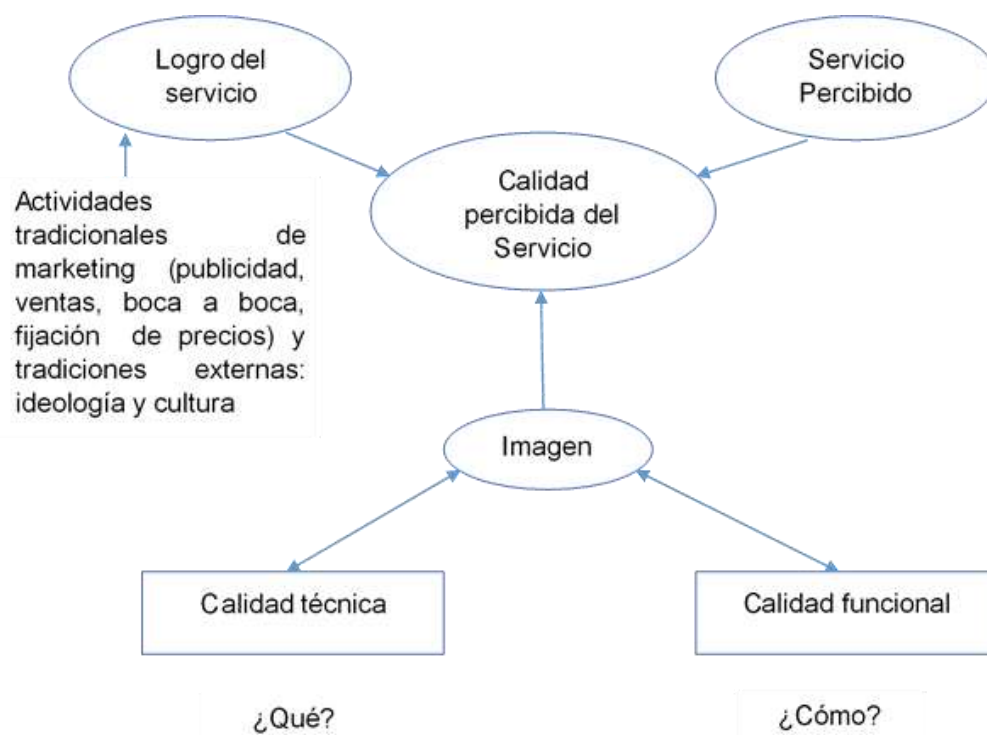 Logro del
servicio
Servicio
Percibido
Calidad
percibida del
Servicio
Actividades
tradicionales de
marketing (publicidad,
ventas, boca a boca,
fijación de precios) y
tradiciones externas:
ideología y cultura
Imagen
Calidad técnica
Calidad funcional
¿Qué?
¿Cómo?